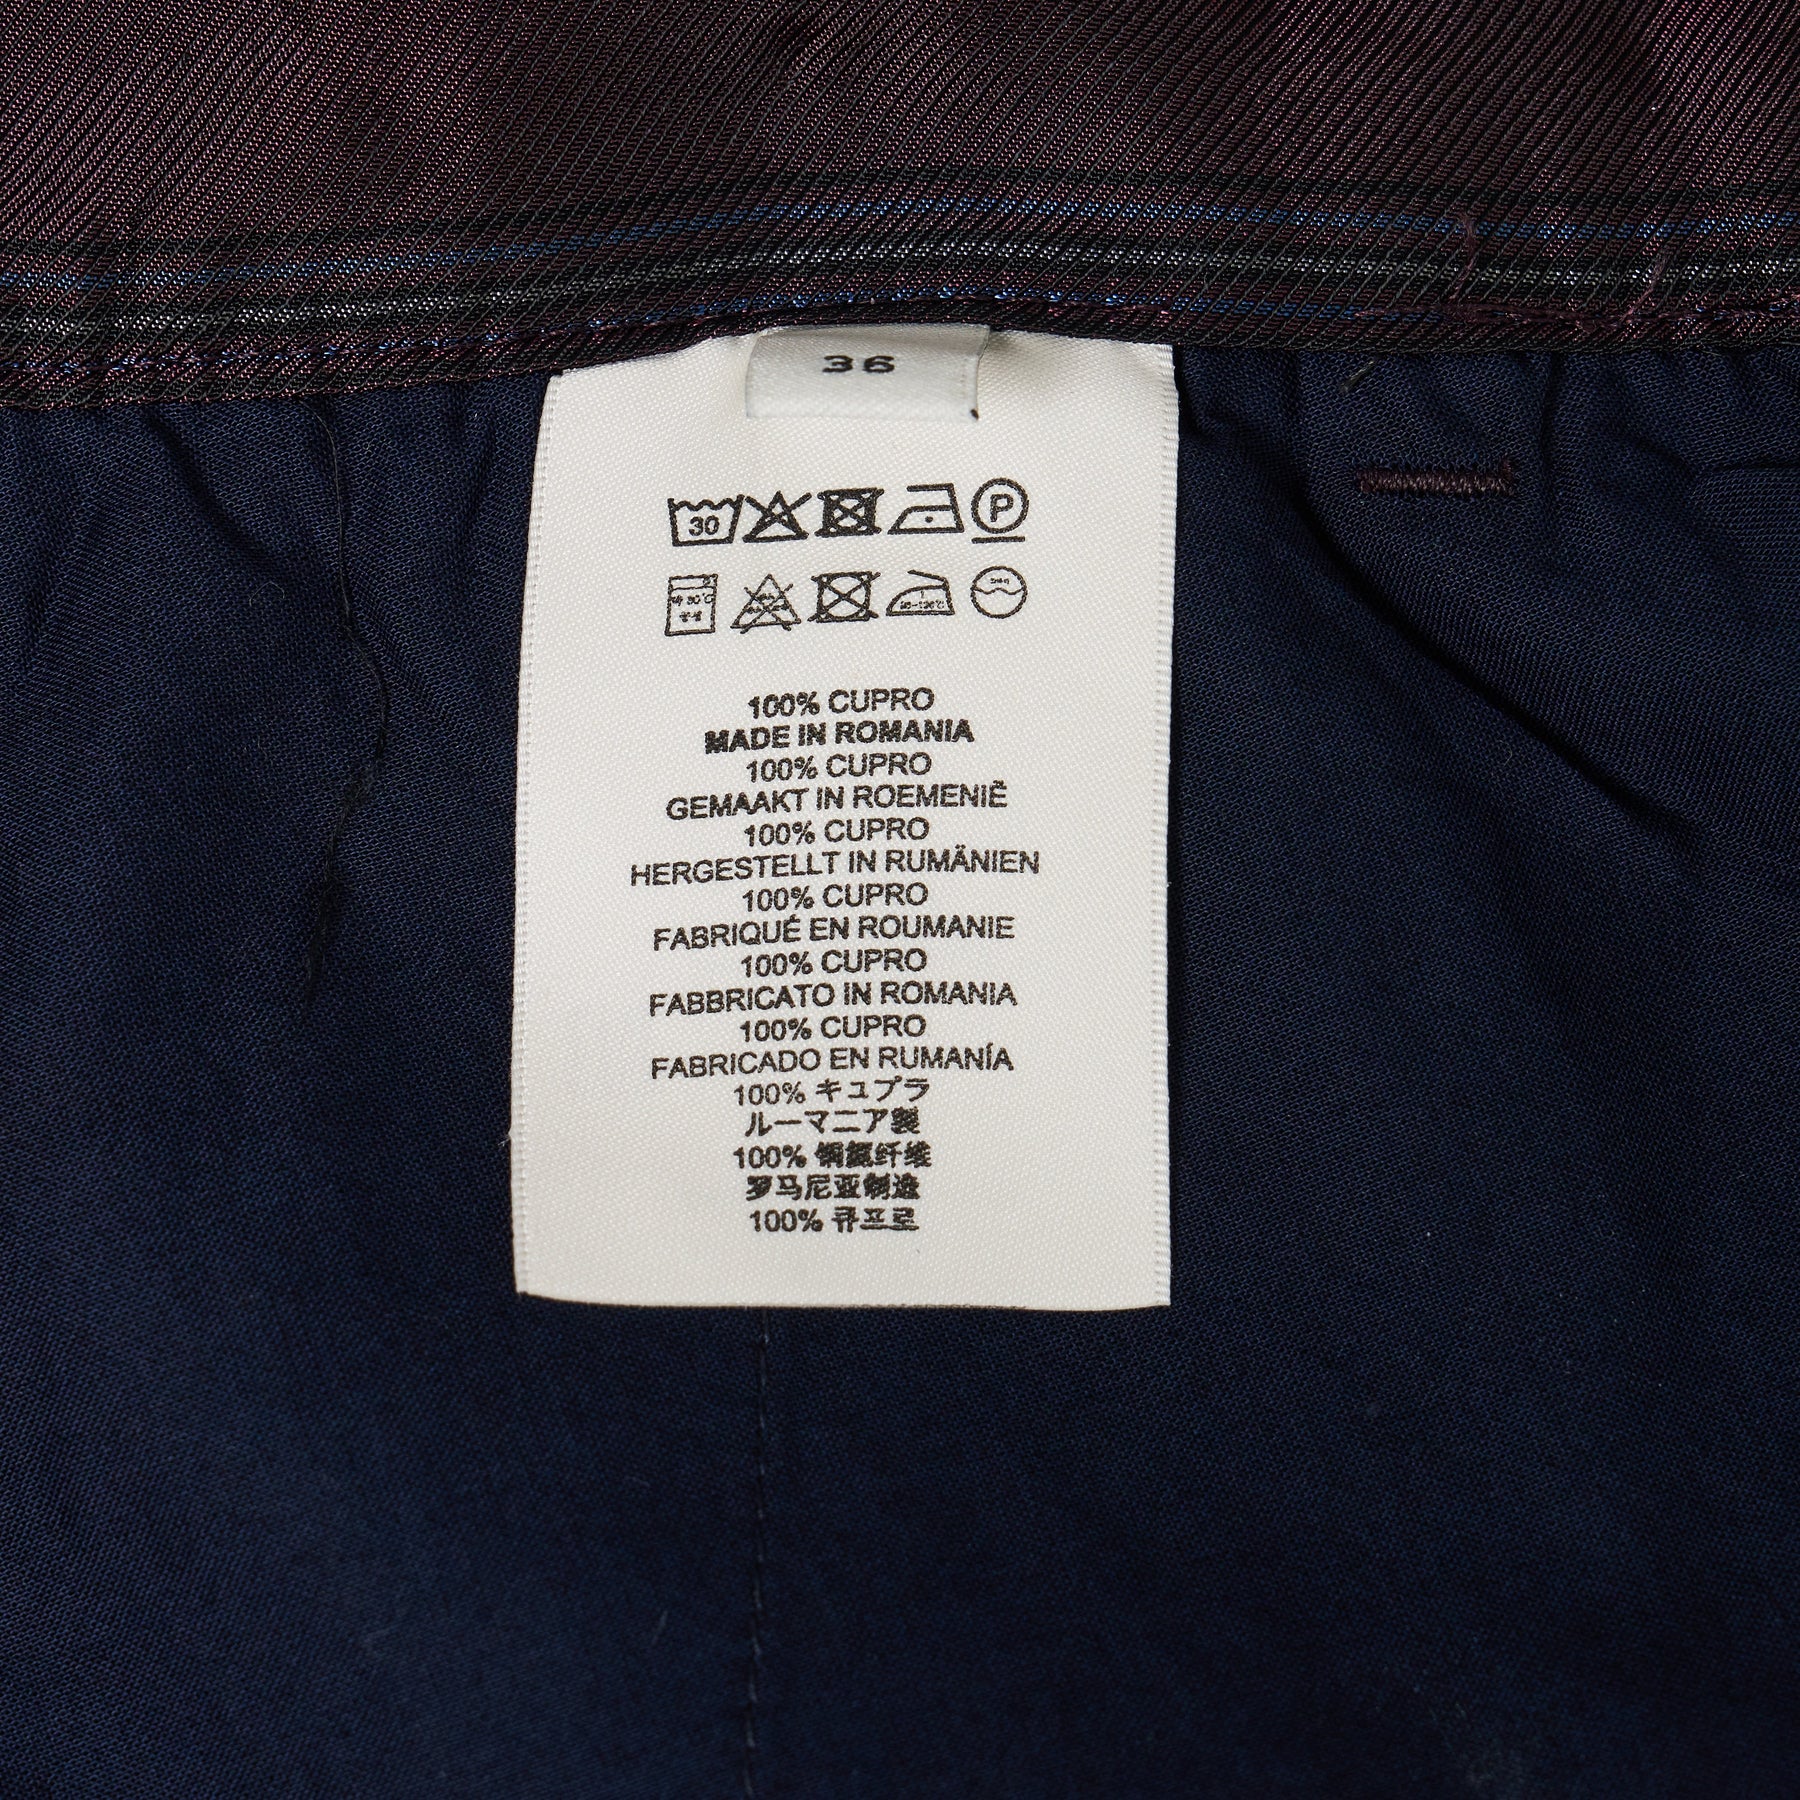 36
30
P
100% CUPRO
MADE IN ROMANIA
100% CUPRO
GEMAAKT IN ROEMENIË
100% CUPRO
HERGESTELLT IN RUMÄNIEN
100% CUPRO
FABRIQUÉ EN ROUMANIE
100% CUPRO
FABBRICATO IN ROMANIA
100% CUPRO
FABRICADO EN RUMANÍA
100% キュプラ
ルーマニア製
100% 铜氨纤维
罗马尼亚制造
100% 큐프로